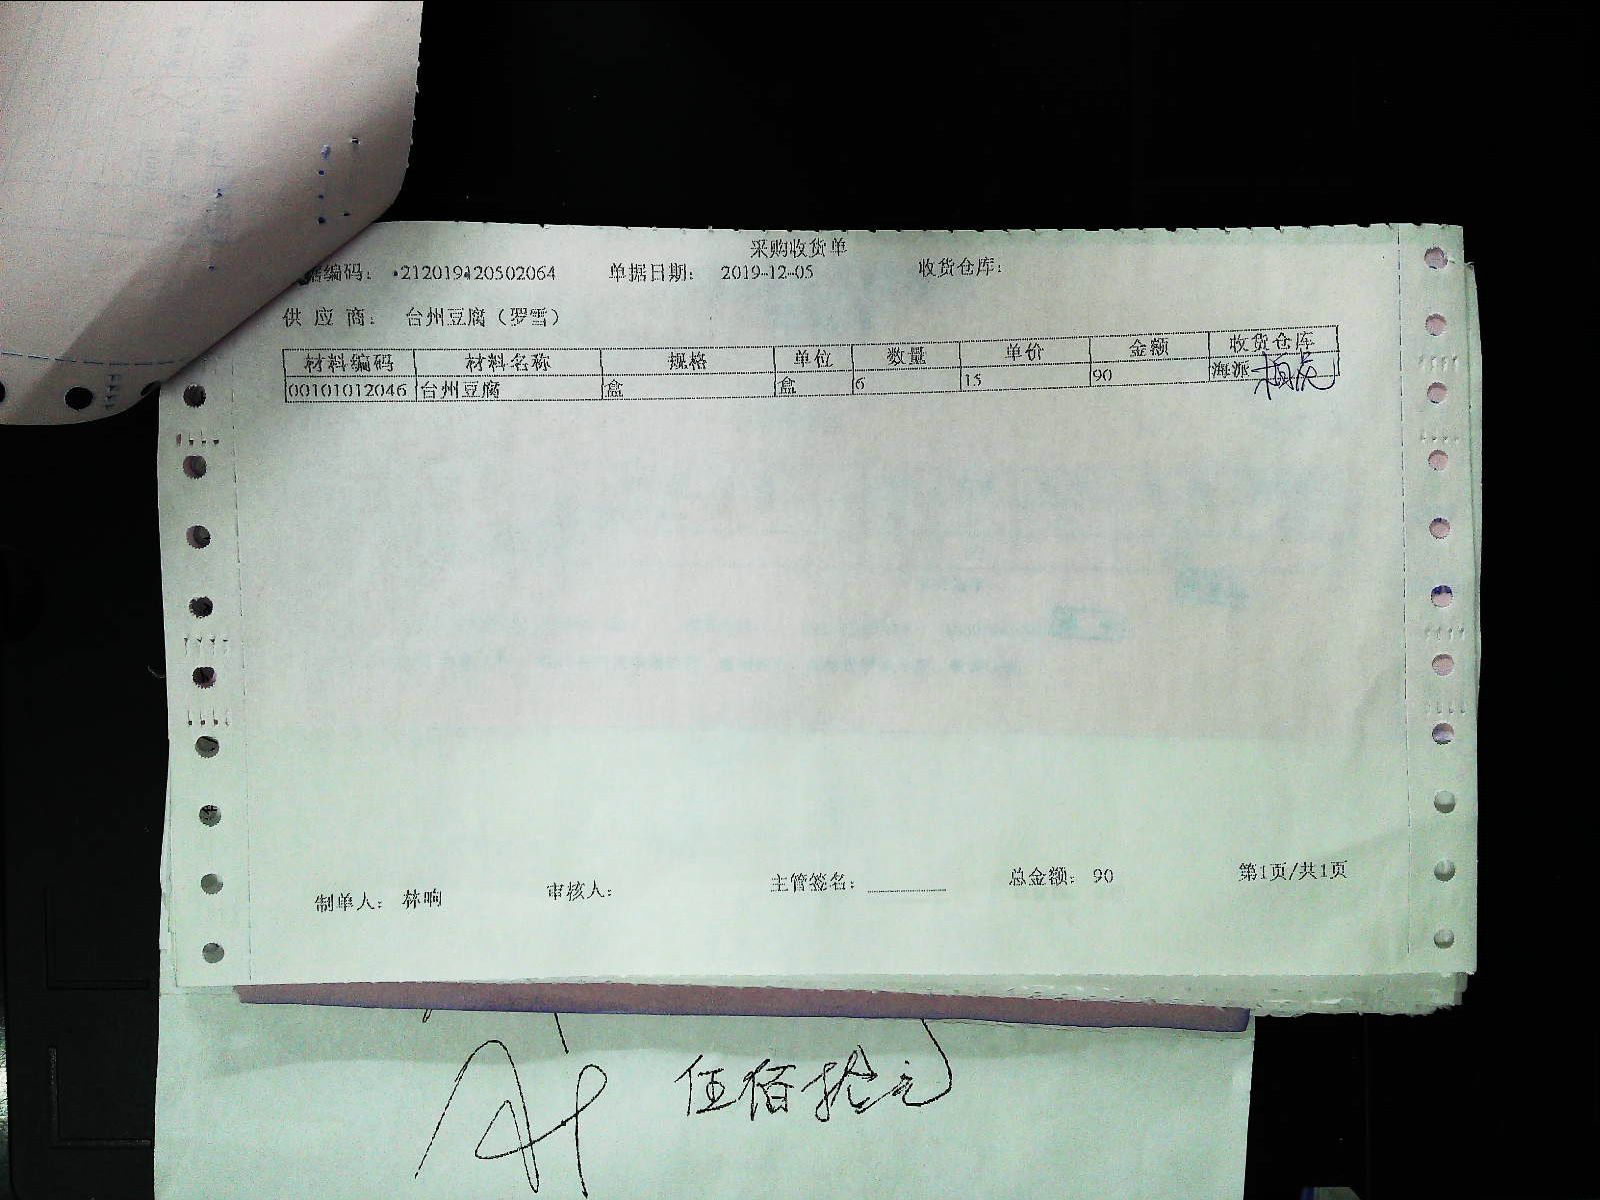 采购收货单
据编码： 212019120502064 单据日期： 2019-12-05 收货仓库：
供 应 商： 台州豆腐（罗雪）
材料编码 材料名称 规格 单位 数量 单价 金额 收货仓库
00101012046 台州豆腐 盒 盒 6 15 90 海派
制单人： 林响 审核人： 主管签名： 总金额： 90 第1页/共1页
伍佰拾元